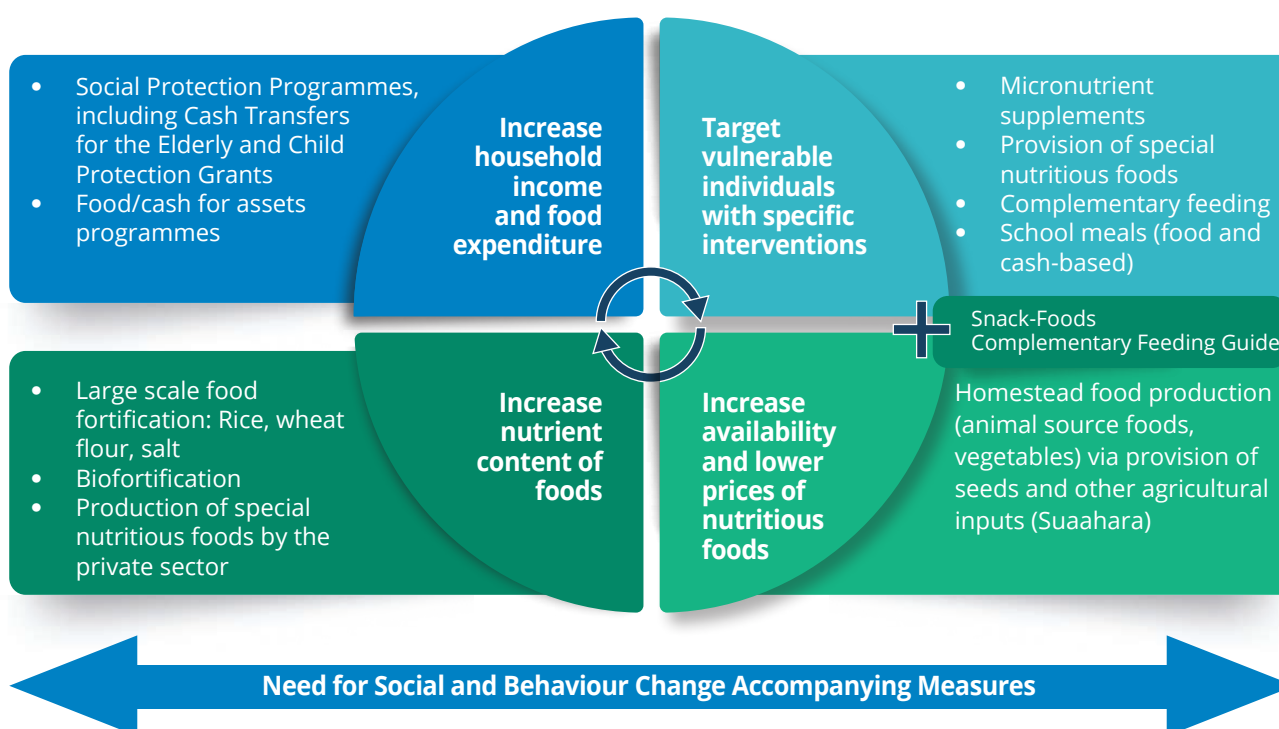 • Social Protection Programmes,
including Cash Transfers
for the Elderly and Child
Protection Grants
• Food/cash for assets
programmes
Increase
household
income
and food
expenditure
Target
vulnerable
individuals
with specific
interventions
• Micronutrient
supplements
• Provision of special
nutritious foods
• Complementary feeding
• School meals (food and
cash-based)
Snack-Foods
Complementary Feeding Guide
• Large scale food
fortification: Rice, wheat
flour, salt
• Biofortification
• Production of special
nutritious foods by the
private sector
Increase
nutrient
content of
foods
Increase
availability
and lower
prices of
nutritious
foods
Homestead food production
(animal source foods,
vegetables) via provision of
seeds and other agricultural
inputs (Suaahara)
Need for Social and Behaviour Change Accompanying Measures